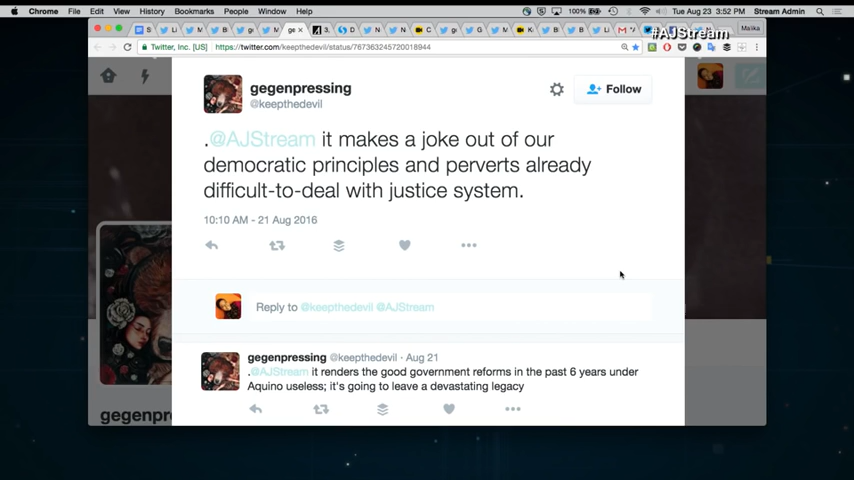 Chrome File Edit View History Bookmarks People Window Help 100% Tue Aug 23 3:52 PM Stream Admin
#AJStream
Malika
Twitter, Inc. [US] https://twitter.com/keepthedevil/status/767363245720018944
gegenpressing
@keepthedevil
Follow
.@AJStream it makes a joke out of our
democratic principles and perverts already
difficult-to-deal with justice system.
10:10 AM - 21 Aug 2016
Reply to @keepthedevil @AJStream
gegenpressing @keepthedevil · Aug 21
.@AJStream it renders the good government reforms in the past 6 years under
Aquino useless; it's going to leave a devastating legacy
gegenpr